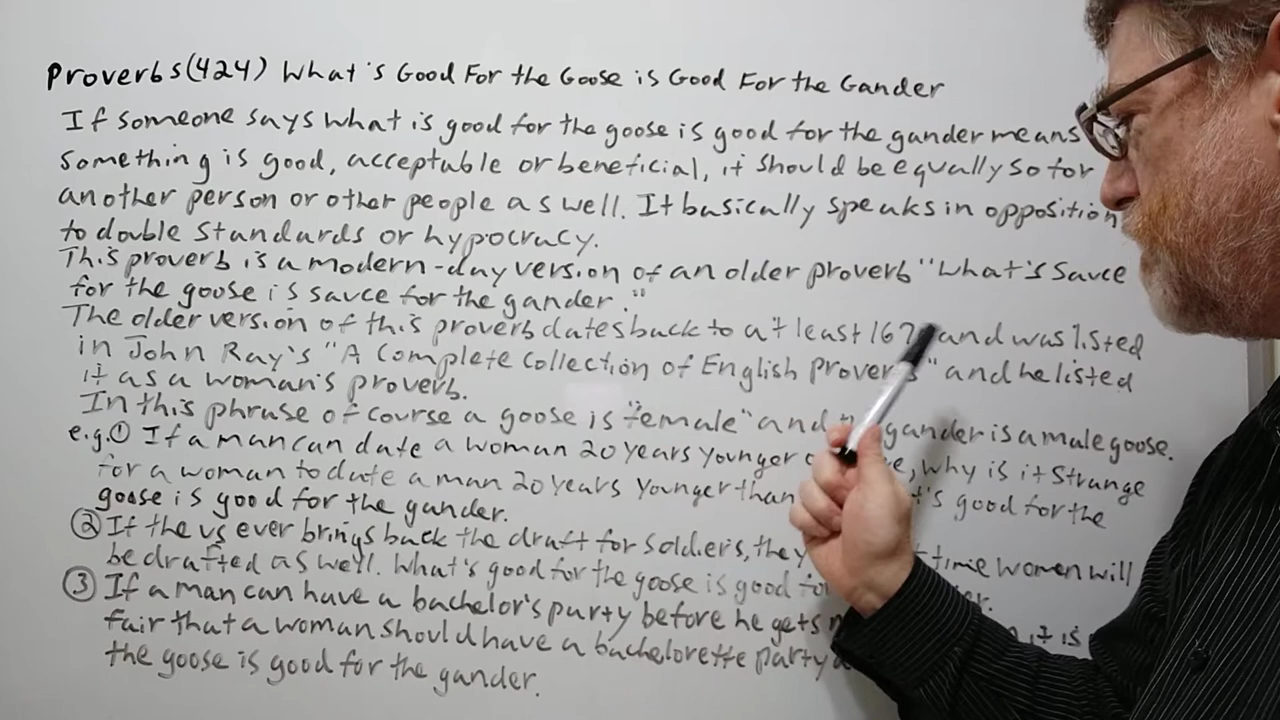 Proverbs(424) What's Good For the Goose is Good For the Gander
If someone says what is good for the goose is good for the gander means
something is good, acceptable or beneficial, it should be equally so for
another person or other people as well. It basically speaks in opposition
to double standards or hypocracy.
This proverb is a modern-day version of an older proverb "What's sauce
for the goose is sauce for the gander."
The older version of this proverb dates back to at least 167 and was listed
in John Ray's "A Complete Collection of English Prover " and he listed
it as a woman's proverb.
In this phrase of course a goose is "female" and gander is a male goose.
e.g. ① If a man can date a woman 20 years younger why is it strange
for a woman to date a man 20 years younger than good for the
goose is good for the gander.
② If the US ever brings back the draft for soldiers, they time women will
be drafted as well. What's good for the goose is good
③ If a man can have a bachelor's party before he gets it is
fair that a woman should have a bachelorette party
the goose is good for the gander.